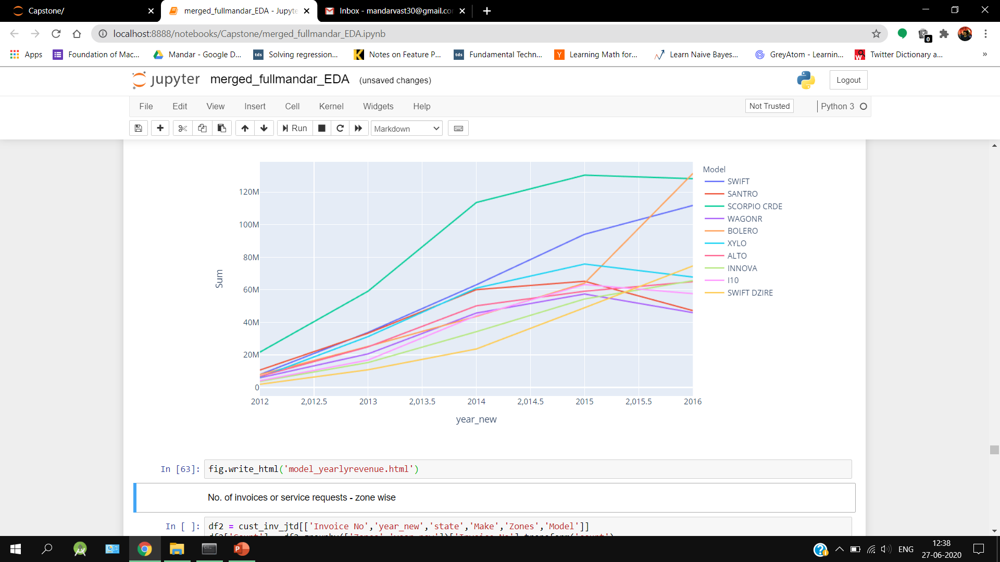 Capstone/
merged_fullmandar_EDA - Jupyte
Inbox - mandarvast30@gmail.co
localhost:8888/notebooks/Capstone/merged_fullmandar_EDA.ipynb
0
Apps
Foundation of Mac...
Mandar - Google D...
tds
Solving regression...
Notes on Feature P...
tds
Fundamental Techn...
Learning Math for...
Learn Naive Bayes...
GreyAtom - Learnin...
Twitter Dictionary a...
»
jupyter
merged_fullmandar_EDA
(unsaved changes)
Logout
File
Edit
View
Insert
Cell
Kernel
Widgets
Help
Not Trusted
Python 3
Run
Markdown
Model
SWIFT
SANTRO
SCORPIO CRDE
WAGONR
BOLERO
XYLO
ALTO
INNOVA
I10
SWIFT DZIRE
120M
100M
80M
60M
40M
20M
0
Sum
2012
2,012.5
2013
2,013.5
2014
2,014.5
2015
2,015.5
2016
year_new
In [63]:
fig.write_html('model_yearlyrevenue.html')
No. of invoices or service requests - zone wise
In [ ]:
df2 = cust_inv_jtd[['Invoice No','year_new','state','Make','Zones','Model']]
ENG
12:38
27-06-2020